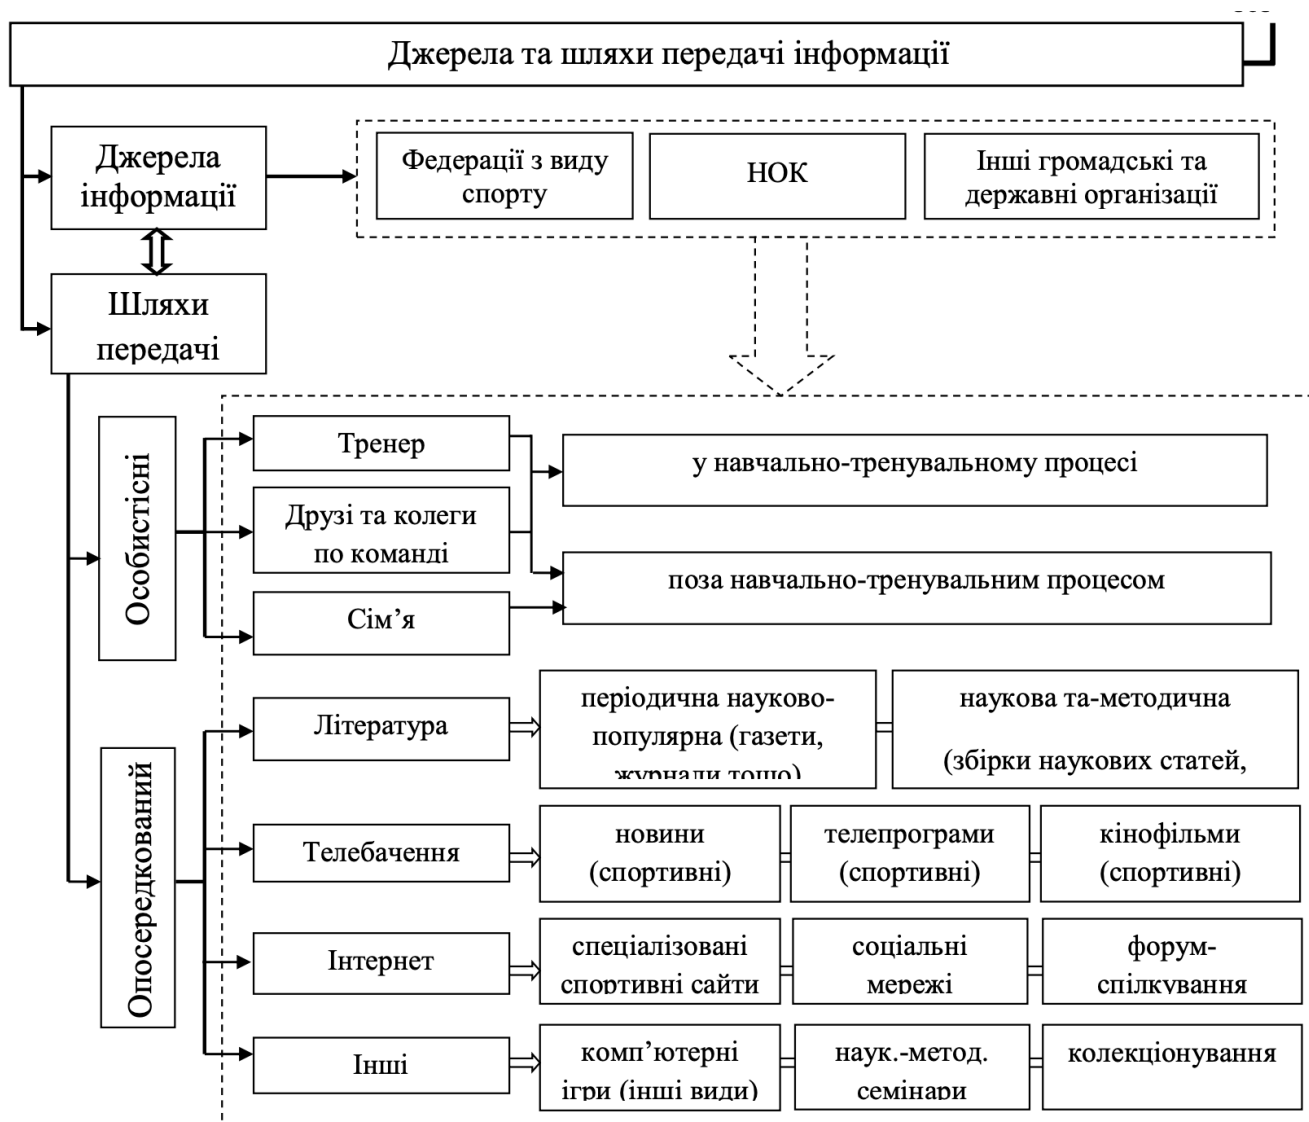 Джерела та шляхи передачі інформації
Джерела
інформації
Федерації з виду
спорту
НОК
Інші громадські та
державні організації
Шляхи
передачі
Особистісні
Тренер
Друзі та колеги
по команді
Сім’я
у навчально-тренувальному процесі
поза навчально-тренувальним процесом
Опосередкований
Література
періодична науково-
популярна (газети,
журнали тощо)
наукова та-методична
(збірки наукових статей,
Телебачення
новини
(спортивні)
телепрограми
(спортивні)
кінофільми
(спортивні)
Інтернет
спеціалізовані
спортивні сайти
соціальні
мережі
форум-
спілкування
Інші
комп’ютерні
ігри (інші види)
наук.-метод.
семінари
колекціонування